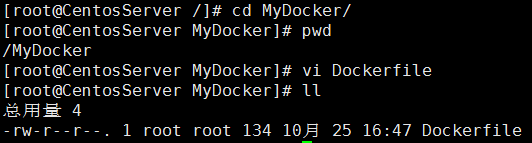 [root@CentosServer /]# cd MyDocker/
[root@CentosServer MyDocker]# pwd
/MyDocker
[root@CentosServer MyDocker]# vi Dockerfile
[root@CentosServer MyDocker]# ll
总用量 4
-rw-r--r--. 1 root root 134 10月 25 16:47 Dockerfile